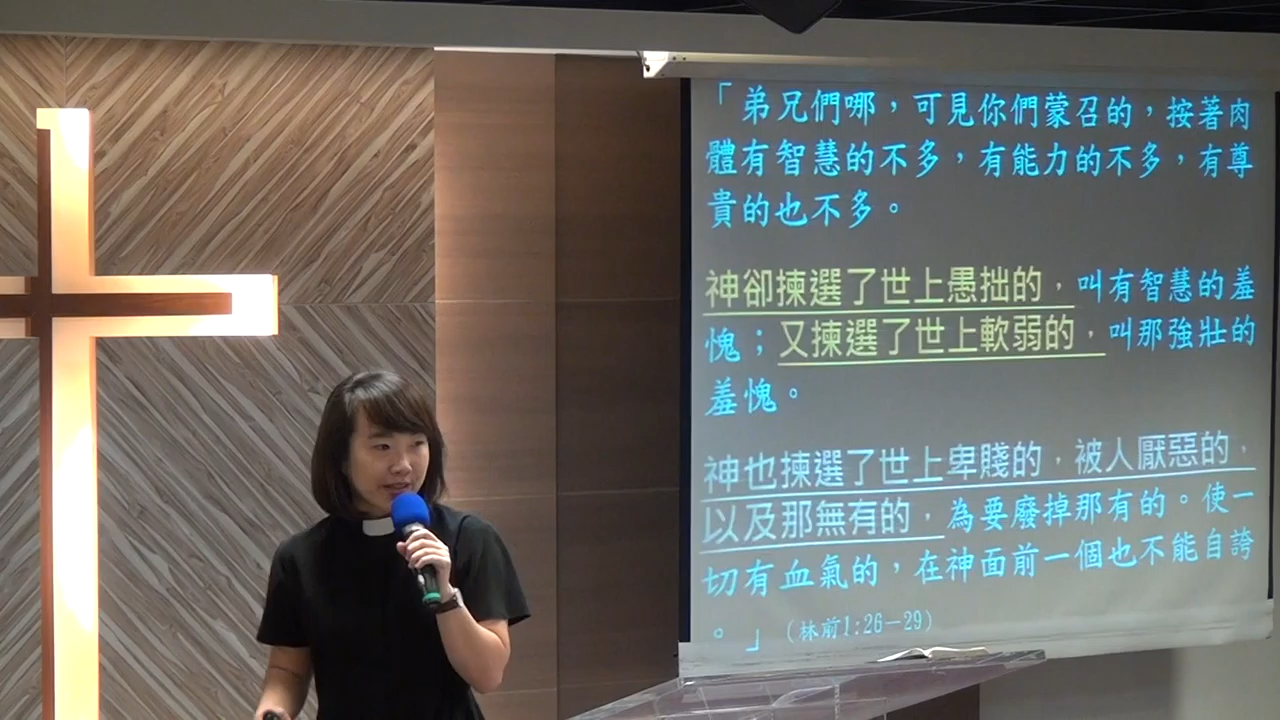 「弟兄們哪，可見你們蒙召的，按著肉
體有智慧的不多，有能力的不多，有尊
貴的也不多。
神卻揀選了世上愚拙的，叫有智慧的羞
愧；又揀選了世上軟弱的，叫那強壯的
羞愧。
神也揀選了世上卑賤的，被人厭惡的，
以及那無有的，為要廢掉那有的。使一
切有血氣的，在神面前一個也不能自誇
。」（林前1:26－29）